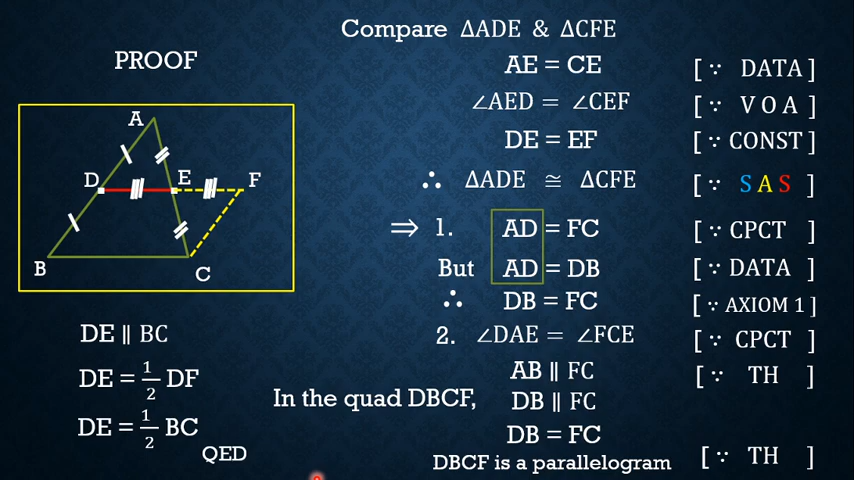 Compare ΔADE & ΔCFE
PROOF
AE = CE [ ∵ DATA ]
∠AED = ∠CEF [ ∵ V O A ]
DE = EF [ ∵ CONST ]
∴ ΔADE ≅ ΔCFE [ ∵ S A S ]
⇒ 1. AD = FC [ ∵ CPCT ]
But AD = DB [ ∵ DATA ]
∴ DB = FC [ ∵ AXIOM 1 ]
2. ∠DAE = ∠FCE [ ∵ CPCT ]
AB ∥ FC [ ∵ TH ]
In the quad DBCF, DB ∥ FC
DB = FC
DBCF is a parallelogram [ ∵ TH ]
A
D
E
F
B
C
DE ∥ BC
DE = 1/2 DF
DE = 1/2 BC
QED